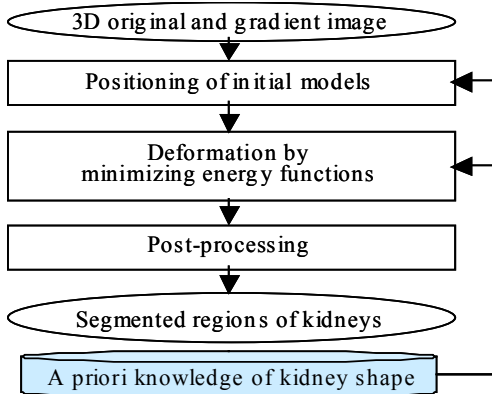 3D original and gradient image
Positioning of initial models
Deformation by
minimizing energy functions
Post-processing
Segmented regions of kidneys
A priori knowledge of kidney shape